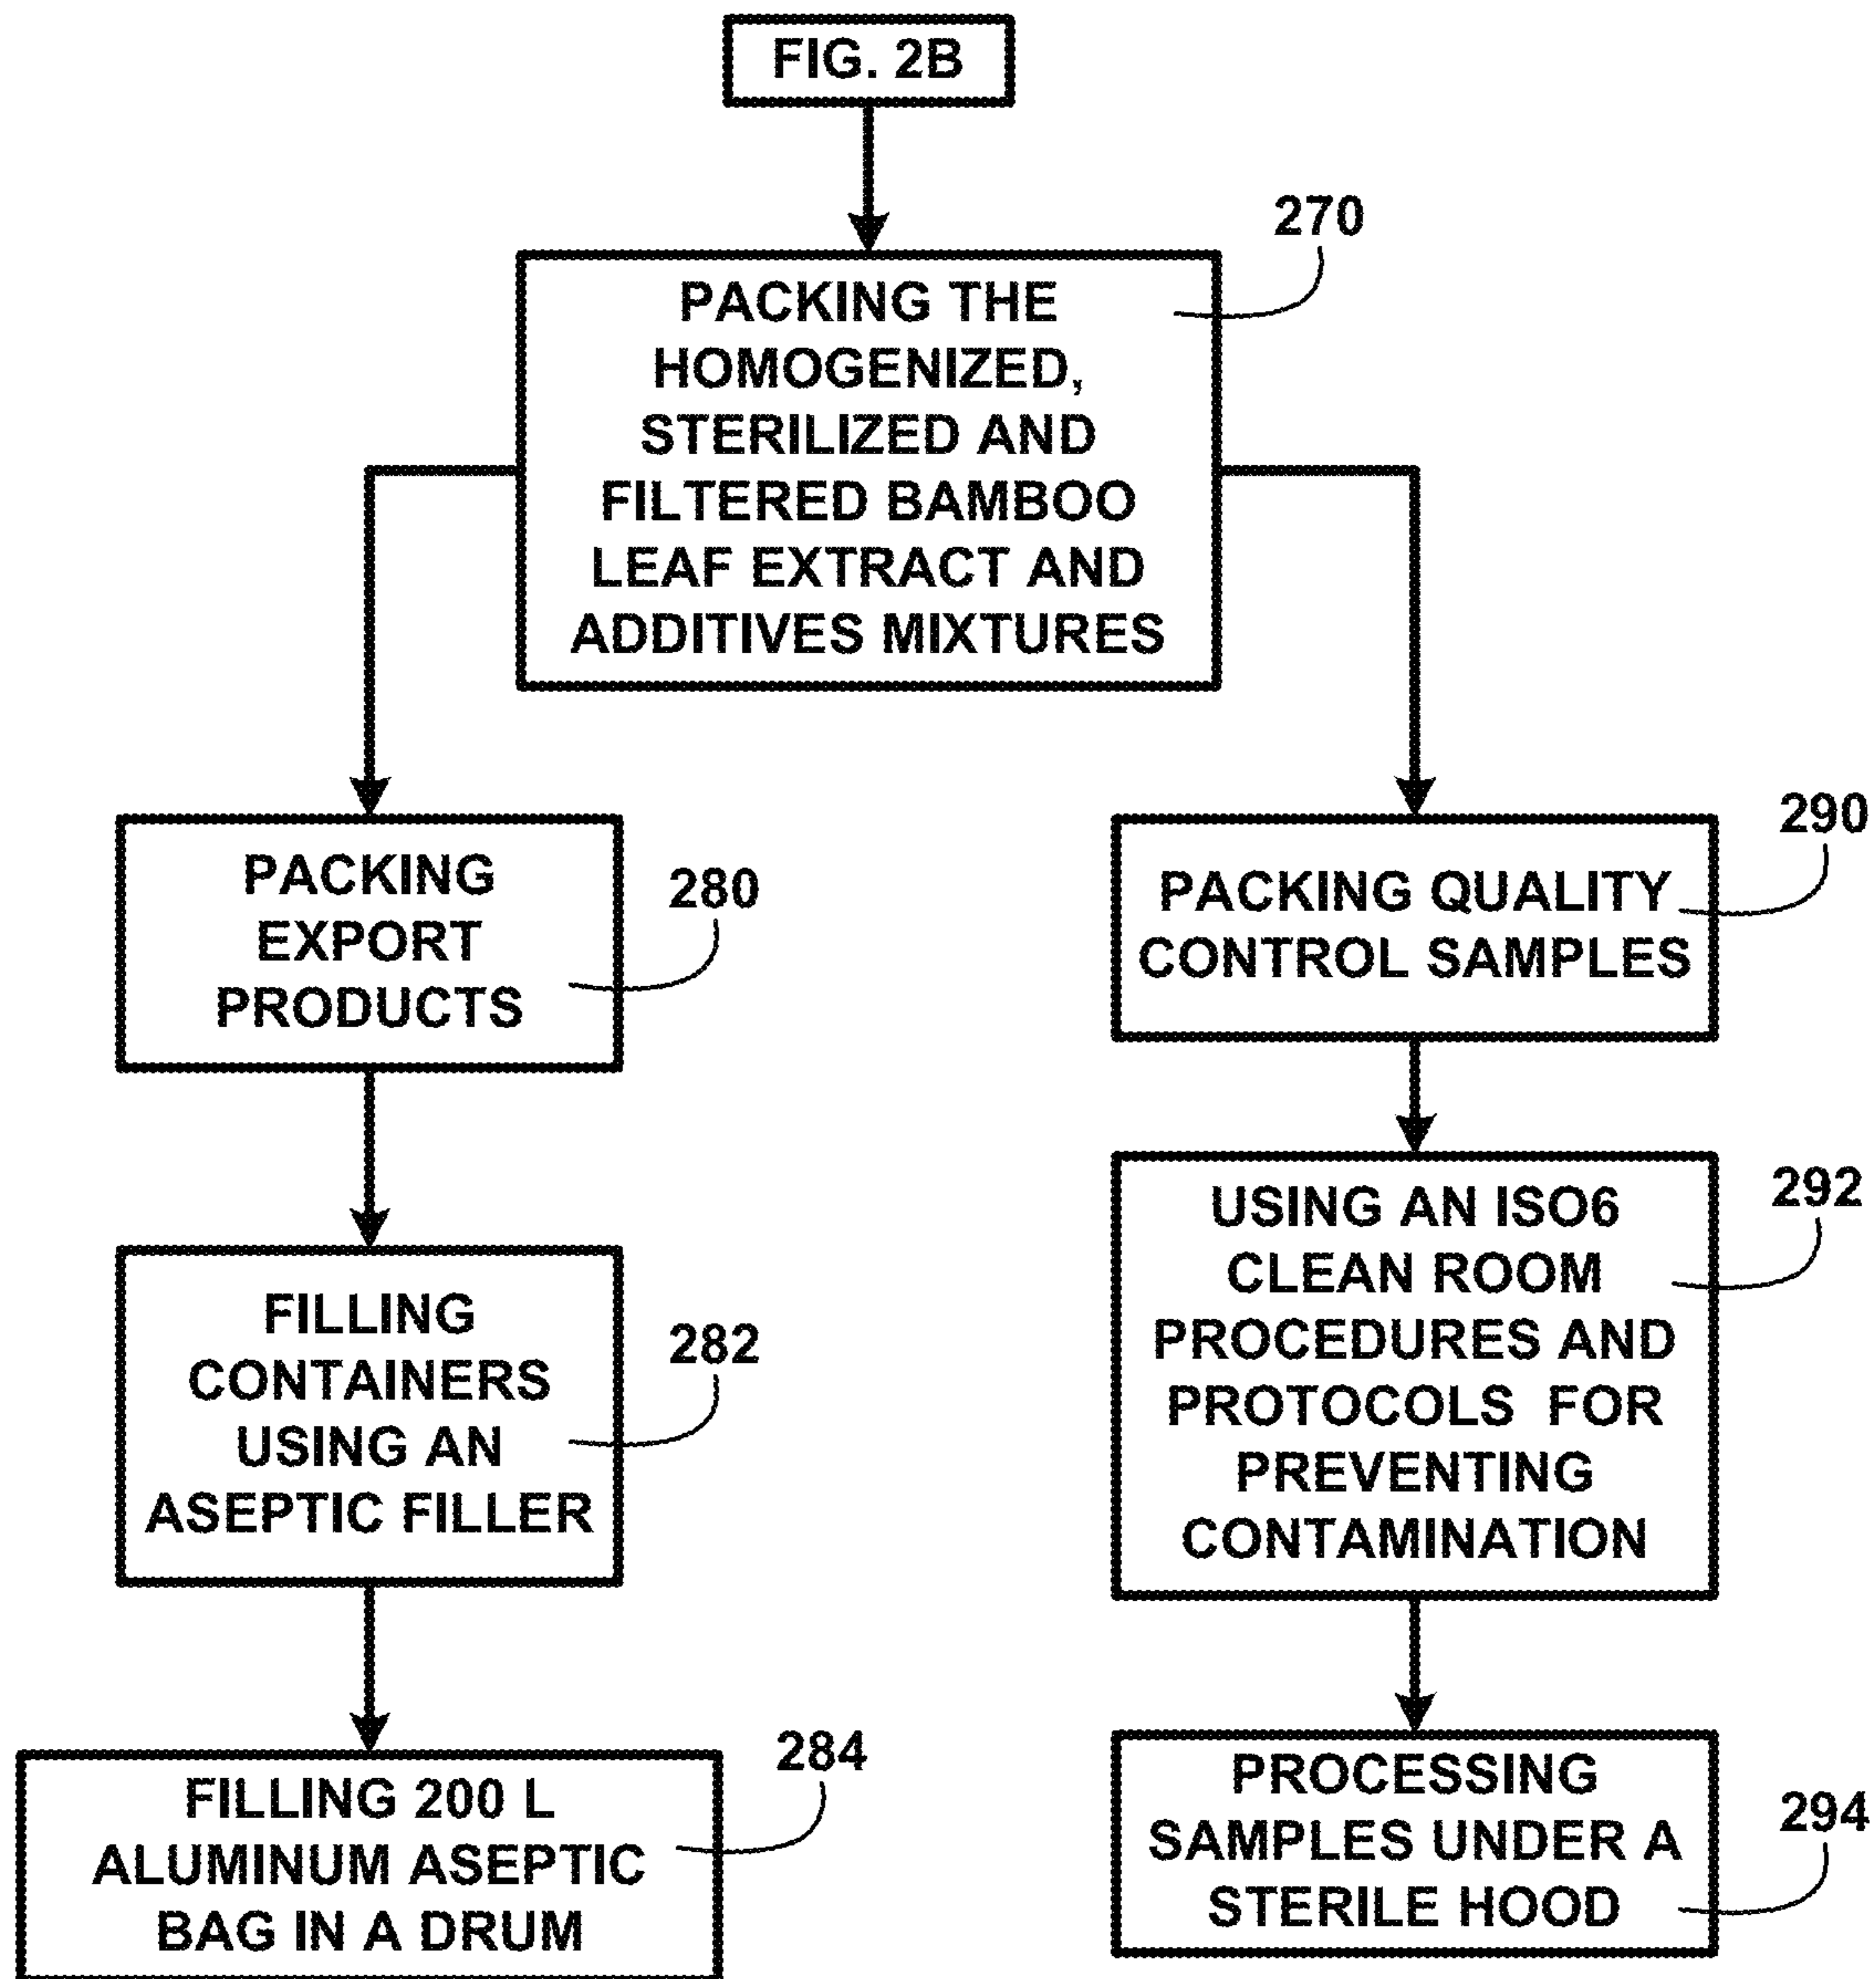 FIG. 2B
270
PACKING THE
HOMOGENIZED,
STERILIZED AND
FILTERED BAMBOO
LEAF EXTRACT AND
ADDITIVES MIXTURES
PACKING
EXPORT
PRODUCTS
280
FILLING
CONTAINERS
USING AN
ASEPTIC FILLER
282
FILLING 200 L
ALUMINUM ASEPTIC
BAG IN A DRUM
284
PACKING QUALITY
CONTROL SAMPLES
290
USING AN ISO6
CLEAN ROOM
PROCEDURES AND
PROTOCOLS FOR
PREVENTING
CONTAMINATION
292
PROCESSING
SAMPLES UNDER A
STERILE HOOD
294